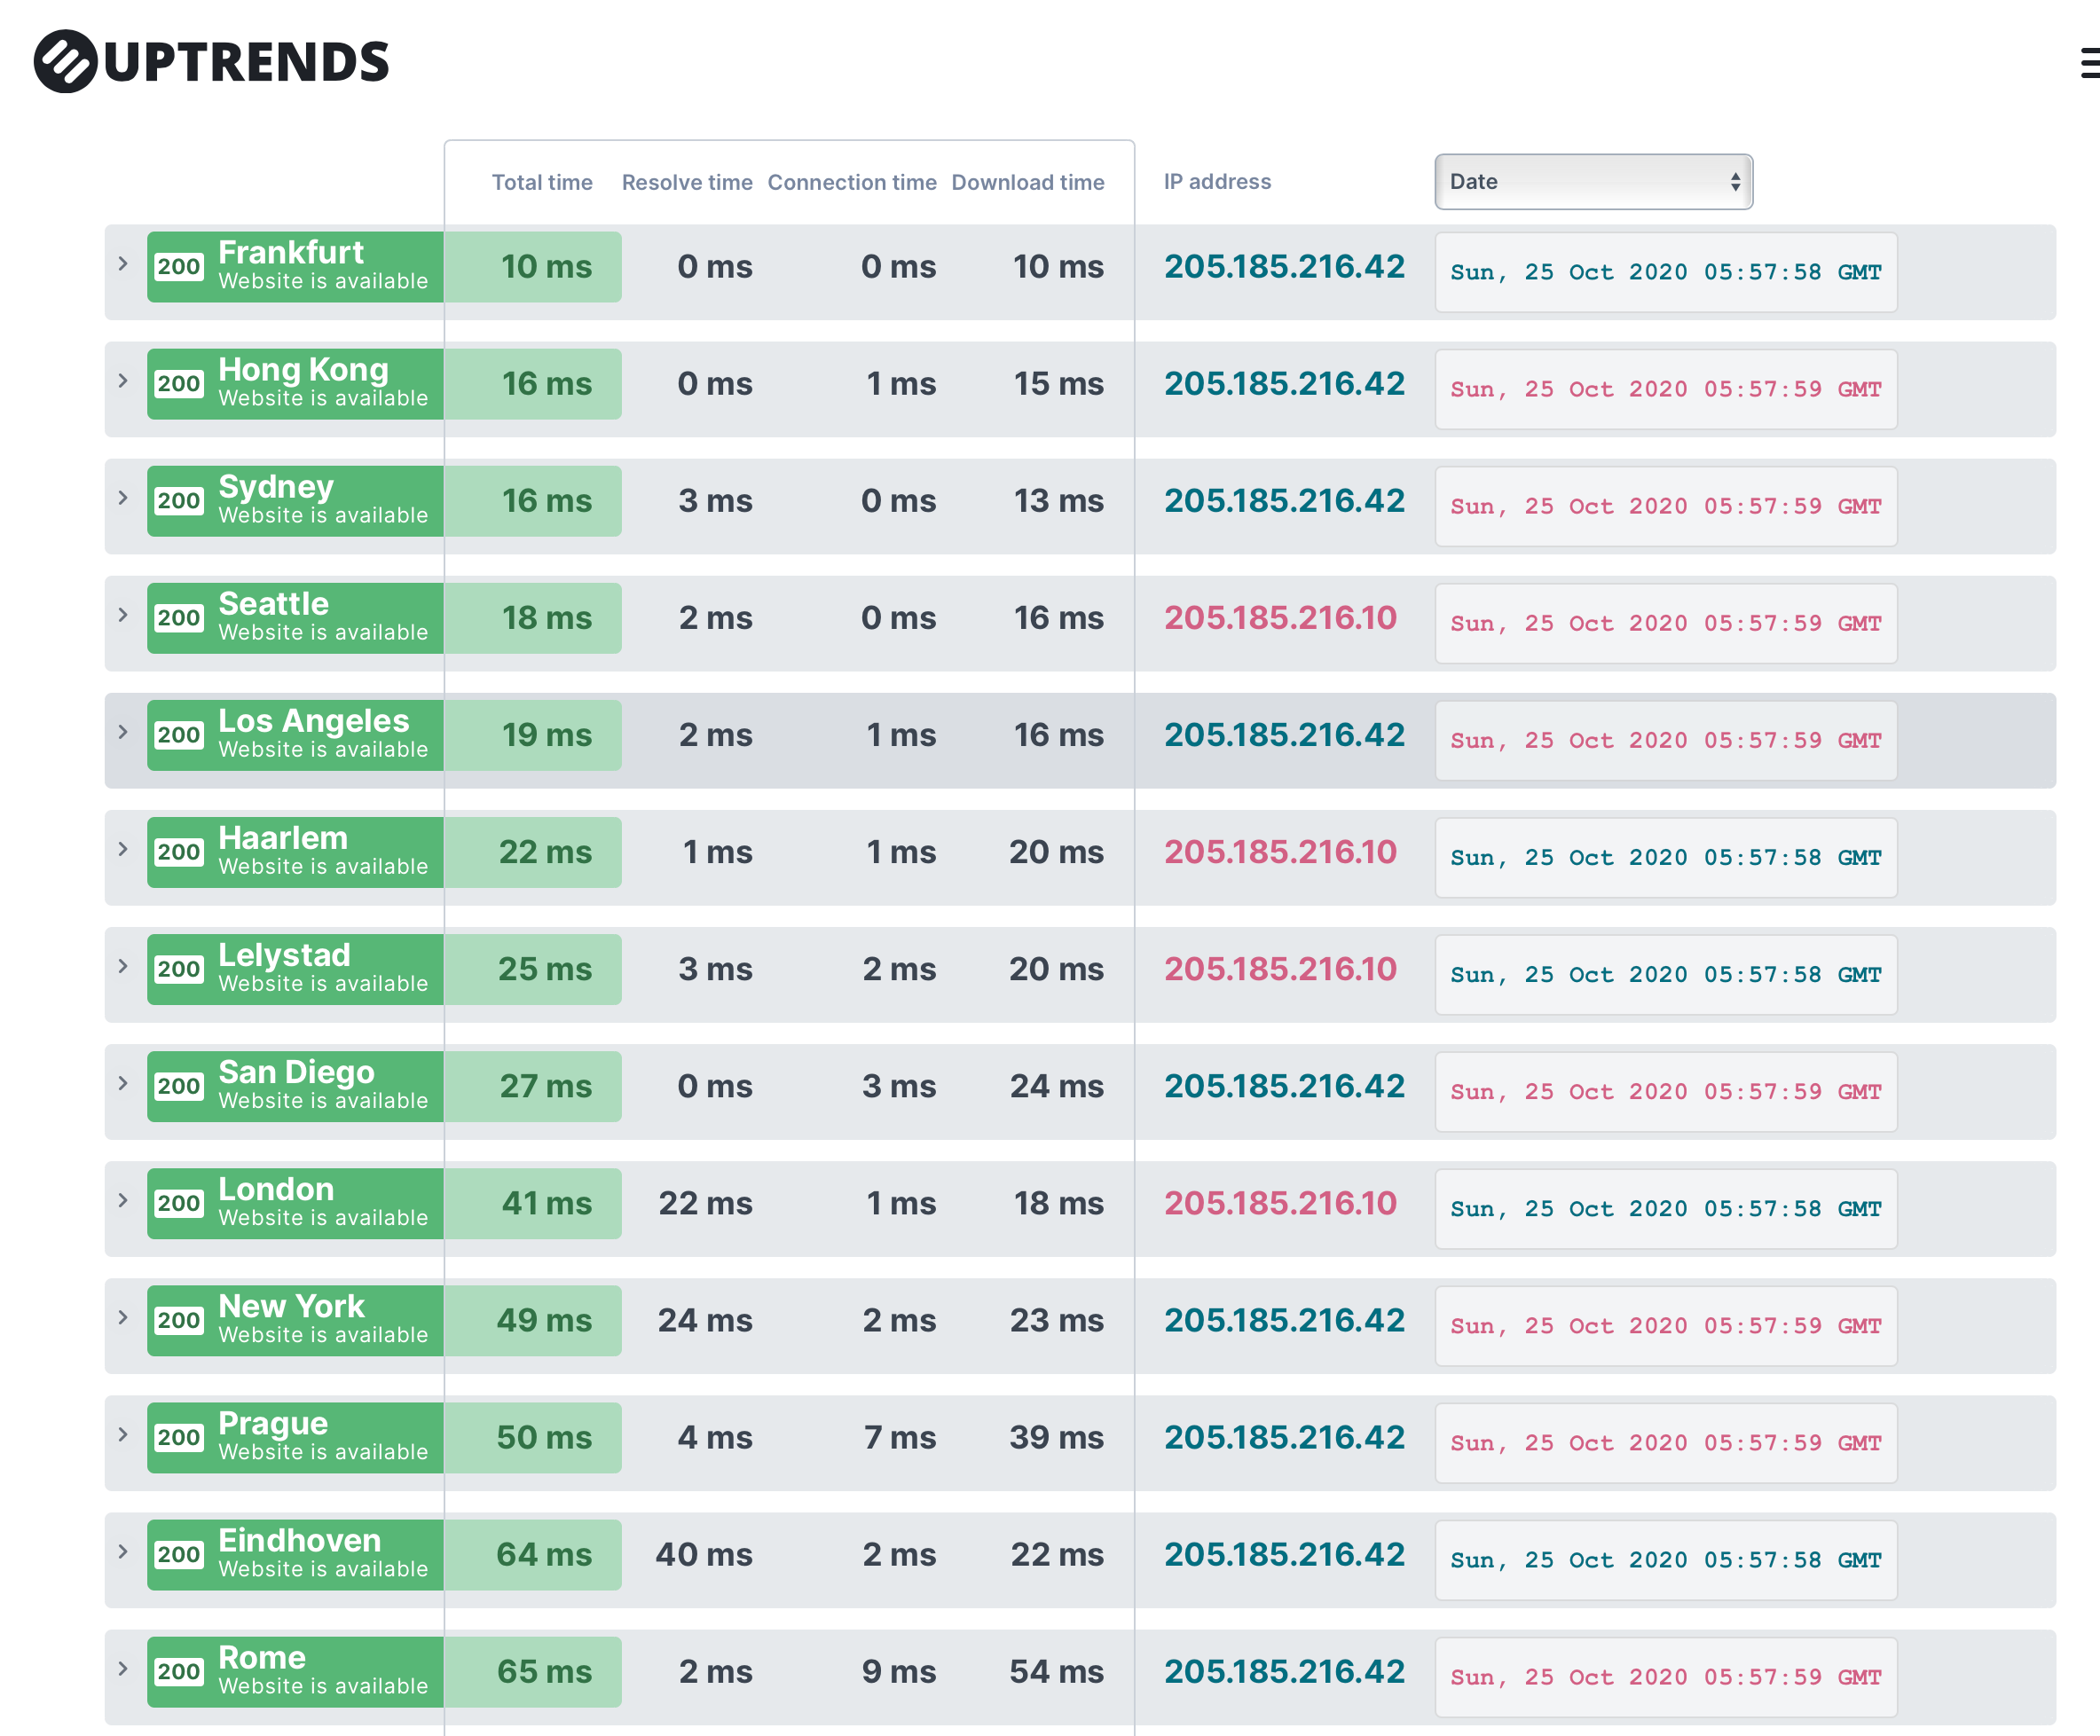 UPTRENDS
Total time Resolve time Connection time Download time IP address Date
200 Frankfurt 10 ms 0 ms 0 ms 10 ms 205.185.216.42 Sun, 25 Oct 2020 05:57:58 GMT
Website is available
200 Hong Kong 16 ms 0 ms 1 ms 15 ms 205.185.216.42 Sun, 25 Oct 2020 05:57:59 GMT
Website is available
200 Sydney 16 ms 3 ms 0 ms 13 ms 205.185.216.42 Sun, 25 Oct 2020 05:57:59 GMT
Website is available
200 Seattle 18 ms 2 ms 0 ms 16 ms 205.185.216.10 Sun, 25 Oct 2020 05:57:59 GMT
Website is available
200 Los Angeles 19 ms 2 ms 1 ms 16 ms 205.185.216.42 Sun, 25 Oct 2020 05:57:59 GMT
Website is available
200 Haarlem 22 ms 1 ms 1 ms 20 ms 205.185.216.10 Sun, 25 Oct 2020 05:57:58 GMT
Website is available
200 Lelystad 25 ms 3 ms 2 ms 20 ms 205.185.216.10 Sun, 25 Oct 2020 05:57:58 GMT
Website is available
200 San Diego 27 ms 0 ms 3 ms 24 ms 205.185.216.42 Sun, 25 Oct 2020 05:57:59 GMT
Website is available
200 London 41 ms 22 ms 1 ms 18 ms 205.185.216.10 Sun, 25 Oct 2020 05:57:58 GMT
Website is available
200 New York 49 ms 24 ms 2 ms 23 ms 205.185.216.42 Sun, 25 Oct 2020 05:57:59 GMT
Website is available
200 Prague 50 ms 4 ms 7 ms 39 ms 205.185.216.42 Sun, 25 Oct 2020 05:57:59 GMT
Website is available
200 Eindhoven 64 ms 40 ms 2 ms 22 ms 205.185.216.42 Sun, 25 Oct 2020 05:57:58 GMT
Website is available
200 Rome 65 ms 2 ms 9 ms 54 ms 205.185.216.42 Sun, 25 Oct 2020 05:57:59 GMT
Website is available